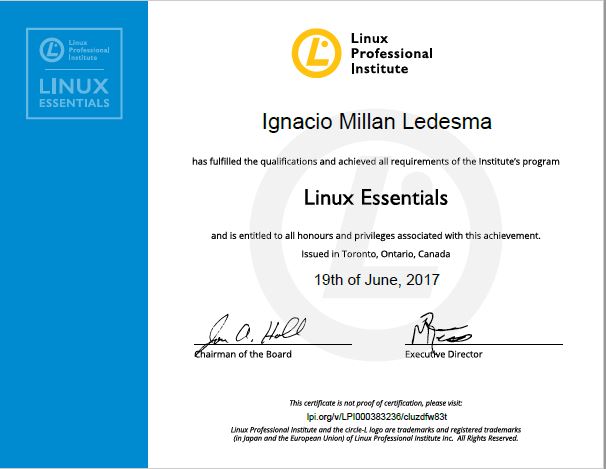 Linux
Professional
Institute
LINUX
ESSENTIALS
Linux
Professional
Institute
Ignacio Millan Ledesma
has fulfilled the qualifications and achieved all requirements of the Institute's program
Linux Essentials
and is entitled to all honours and privileges associated with this achievement.
Issued in Toronto, Ontario, Canada
19th of June, 2017
Jon A. Hall
Chairman of the Board
Executive Director
This certificate is not proof of certification, please visit:
lpi.org/v/LPI000383236/cluzdfw83t
Linux Professional Institute and the circle-L logo are trademarks and registered trademarks
(in Japan and the European Union) of Linux Professional Institute Inc. All Rights Reserved.